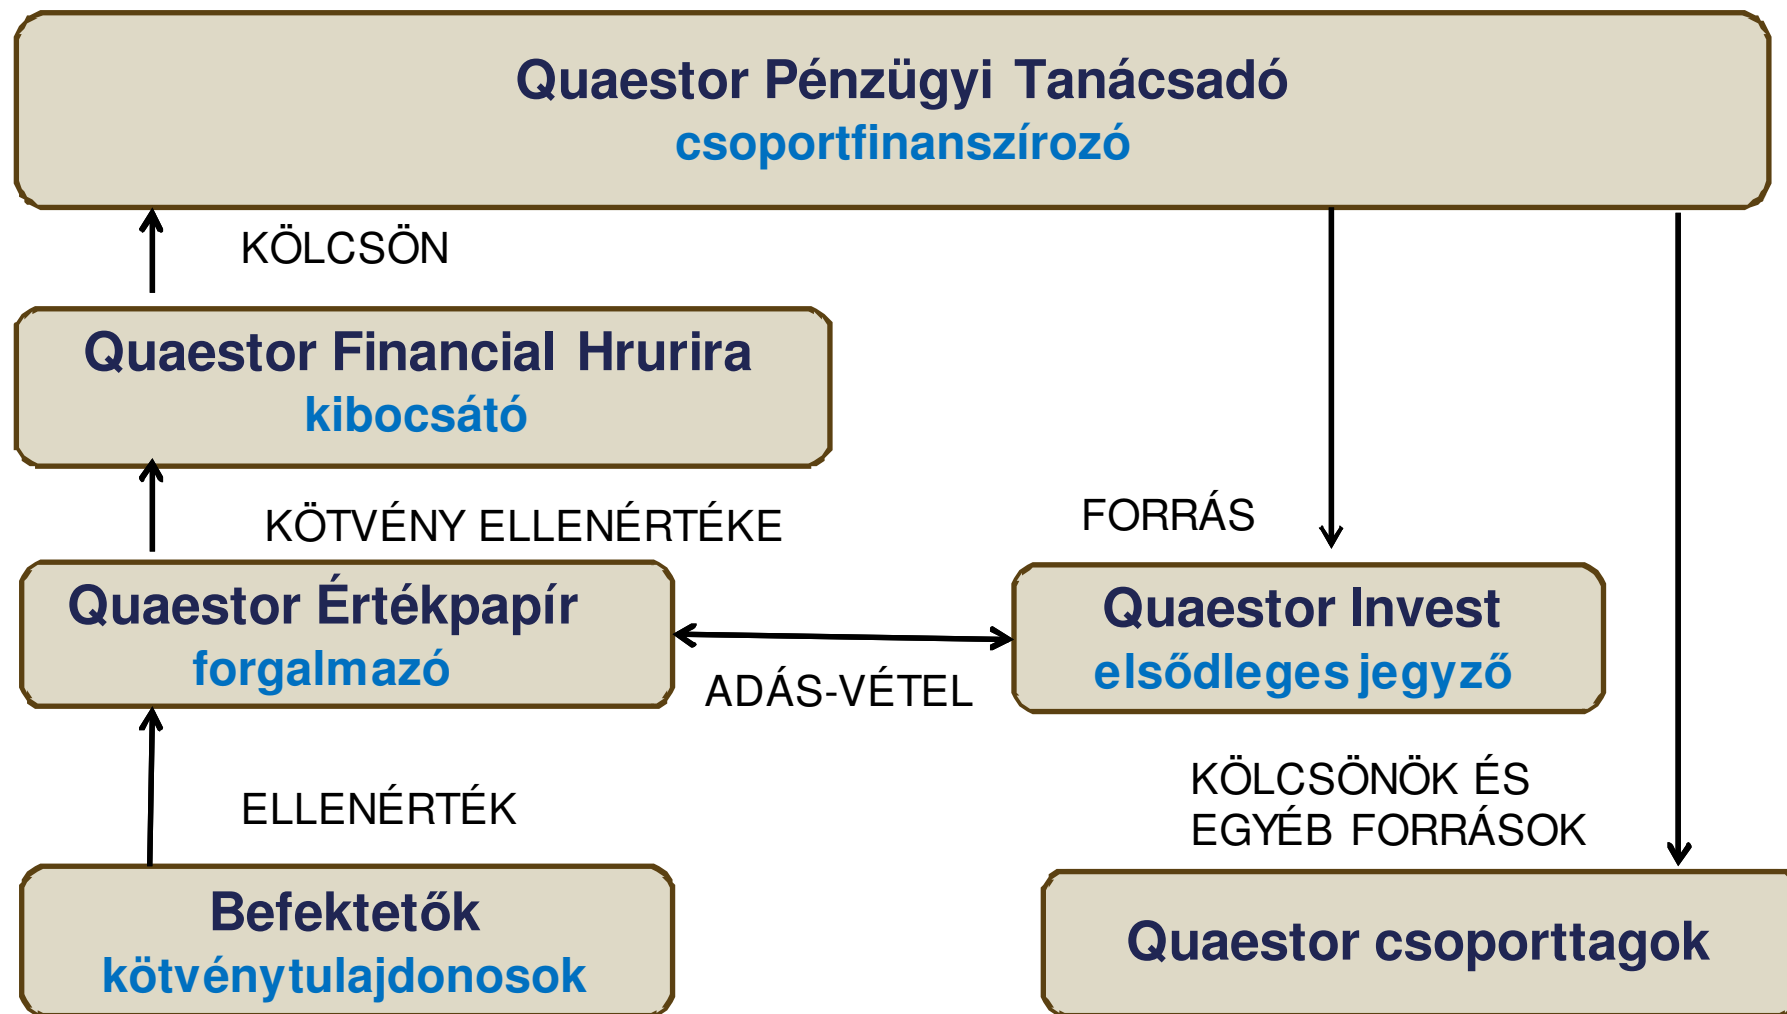 Quaestor Pénzügyi Tanácsadó
csoportfinanszírozó
KÖLCSÖN
Quaestor Financial Hrurira
kibocsátó
KÖTVÉNY ELLENÉRTÉKE
FORRÁS
Quaestor Értékpapír
forgalmazó
ADÁS-VÉTEL
Quaestor Invest
elsődleges jegyző
ELLENÉRTÉK
KÖLCSÖNÖK ÉS
EGYÉB FORRÁSOK
Befektetők
kötvénytulajdonosok
Quaestor csoporttagok